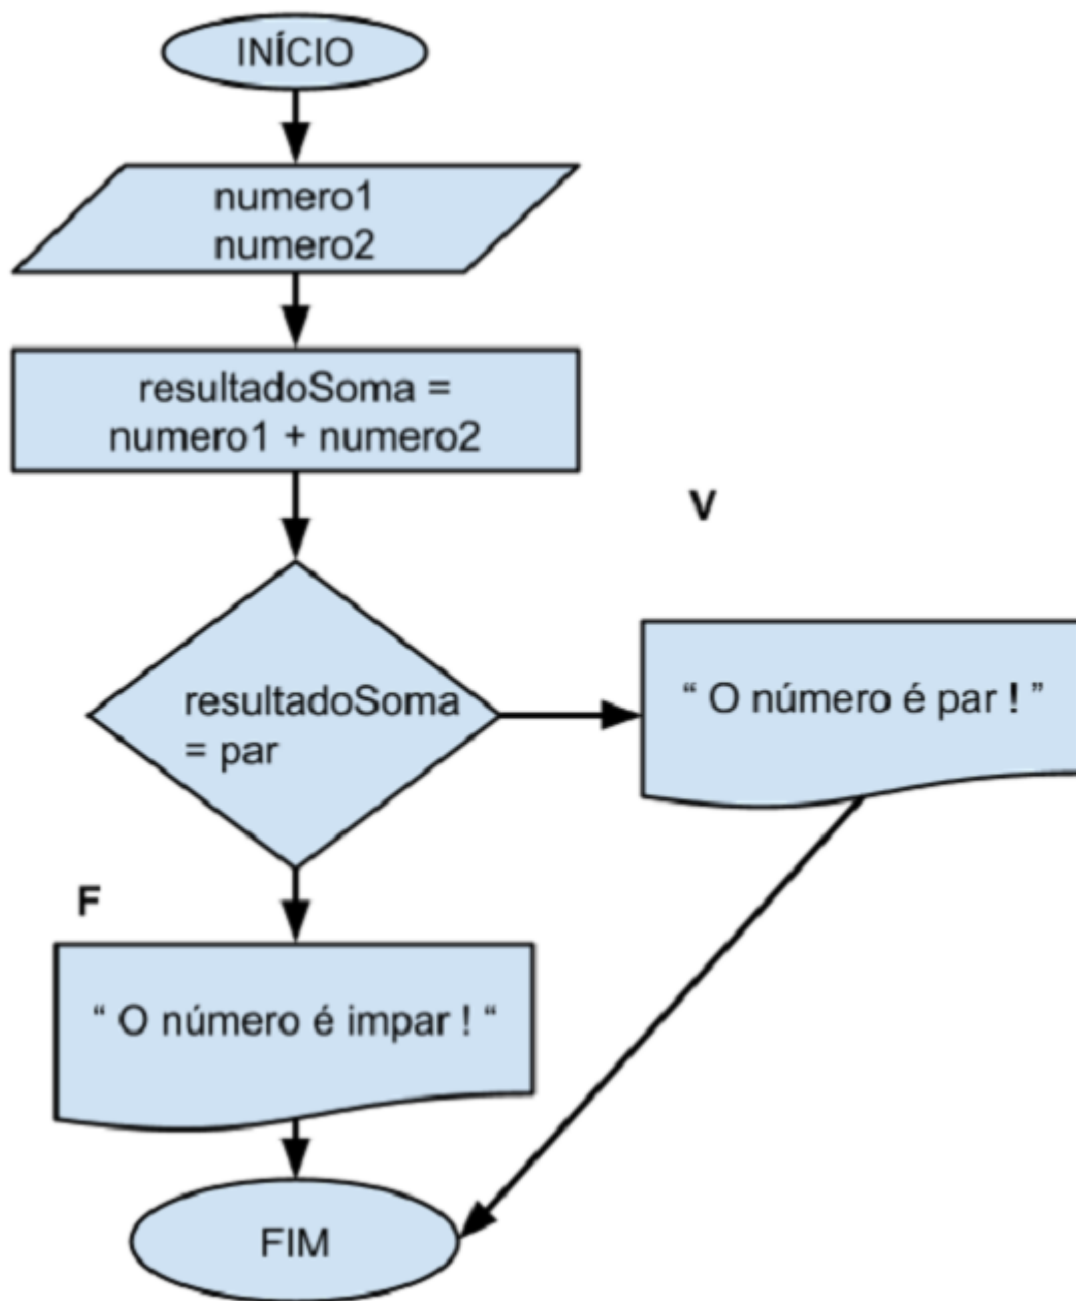 INÍCIO
numero1
numero2
resultadoSoma =
numero1 + numero2
V
resultadoSoma
= par
“ O número é par ! ”
F
“ O número é impar ! “
FIM